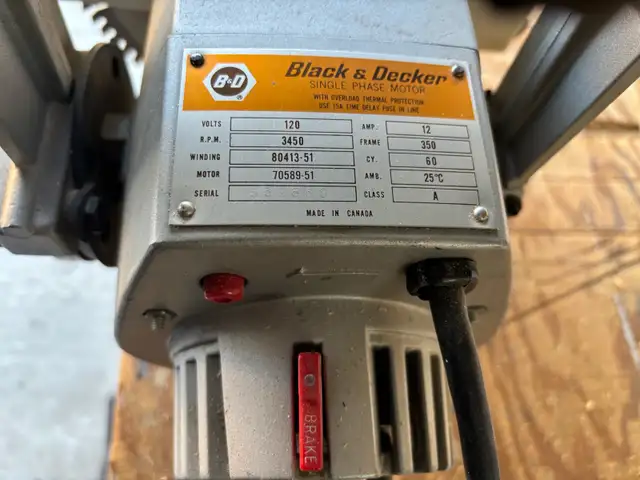 B&D
Black & Decker
SINGLE PHASE MOTOR
WITH OVERLOAD THERMAL PROTECTION
USE 15A TIME DELAY FUSE IN LINE
VOLTS 120 AMP. 12
R.P.M. 3450 FRAME 350
WINDING 80413-51 CY. 60
MOTOR 70589-51 AMB. 25°C
SERIAL CLASS A
MADE IN CANADA
BRAKE